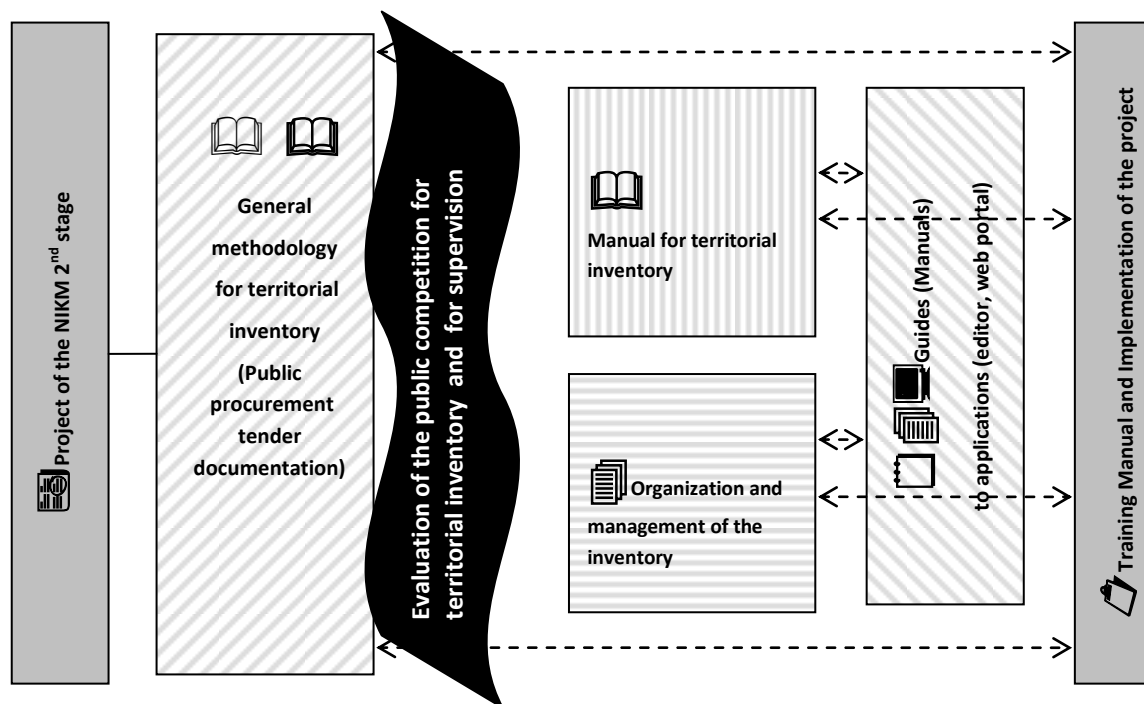 Project of the NIKM 2nd stage
General
methodology
for territorial
inventory
(Public
procurement
tender
documentation)
Evaluation of the public competition for
territorial inventory and for supervision
Manual for territorial
inventory
Organization and
management of the
inventory
Guides (Manuals)
to applications (editor, web portal)
Training Manual and Implementation of the project